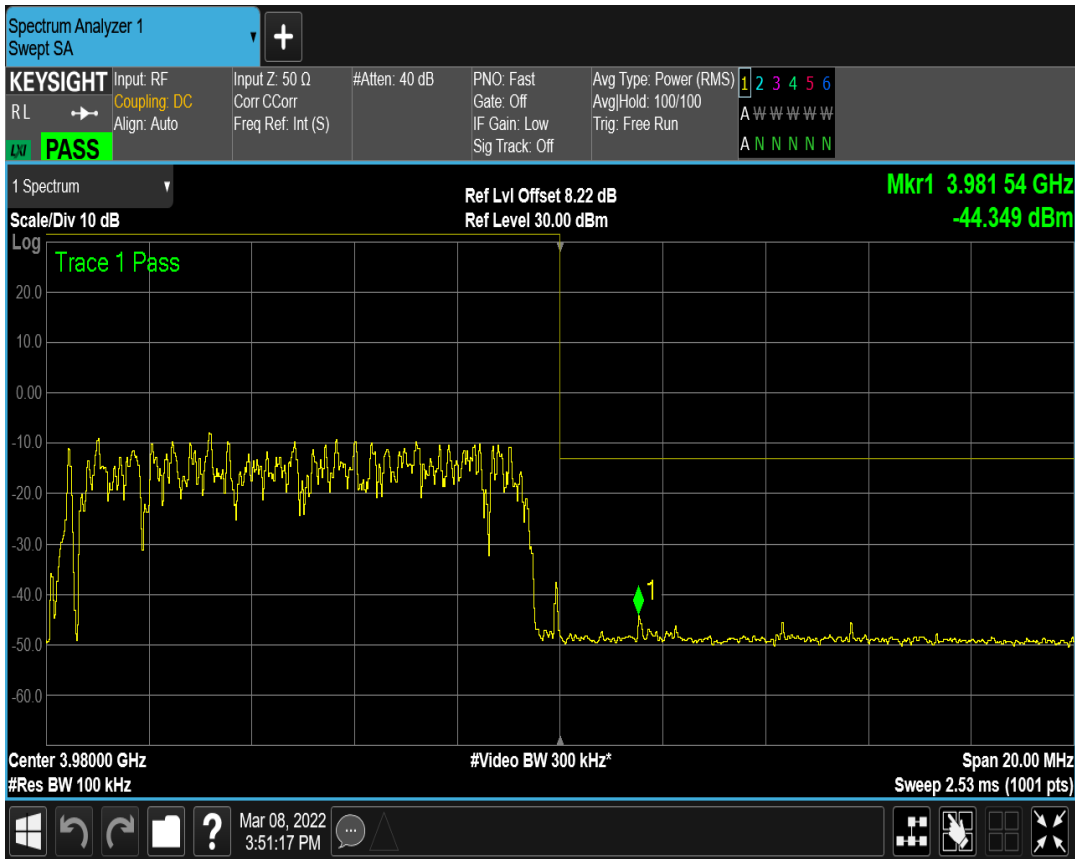 Spectrum Analyzer 1
Swept SA
+
KEYSIGHT
RL
LXI PASS
Input: RF
Coupling: DC
Align: Auto
Input Z: 50 Ω
Corr CCorr
Freq Ref: Int (S)
#Atten: 40 dB
PNO: Fast
Gate: Off
IF Gain: Low
Sig Track: Off
Avg Type: Power (RMS)
Avg|Hold: 100/100
Trig: Free Run
1 2 3 4 5 6
A W W W W W
A N N N N N
1 Spectrum
Scale/Div 10 dB
Ref Lvl Offset 8.22 dB
Ref Level 30.00 dBm
Mkr1 3.981 54 GHz
-44.349 dBm
Log
Trace 1 Pass
20.0
10.0
0.00
-10.0
-20.0
-30.0
-40.0
-50.0
-60.0
1
Center 3.98000 GHz
#Res BW 100 kHz
#Video BW 300 kHz*
Span 20.00 MHz
Sweep 2.53 ms (1001 pts)
?
Mar 08, 2022
3:51:17 PM